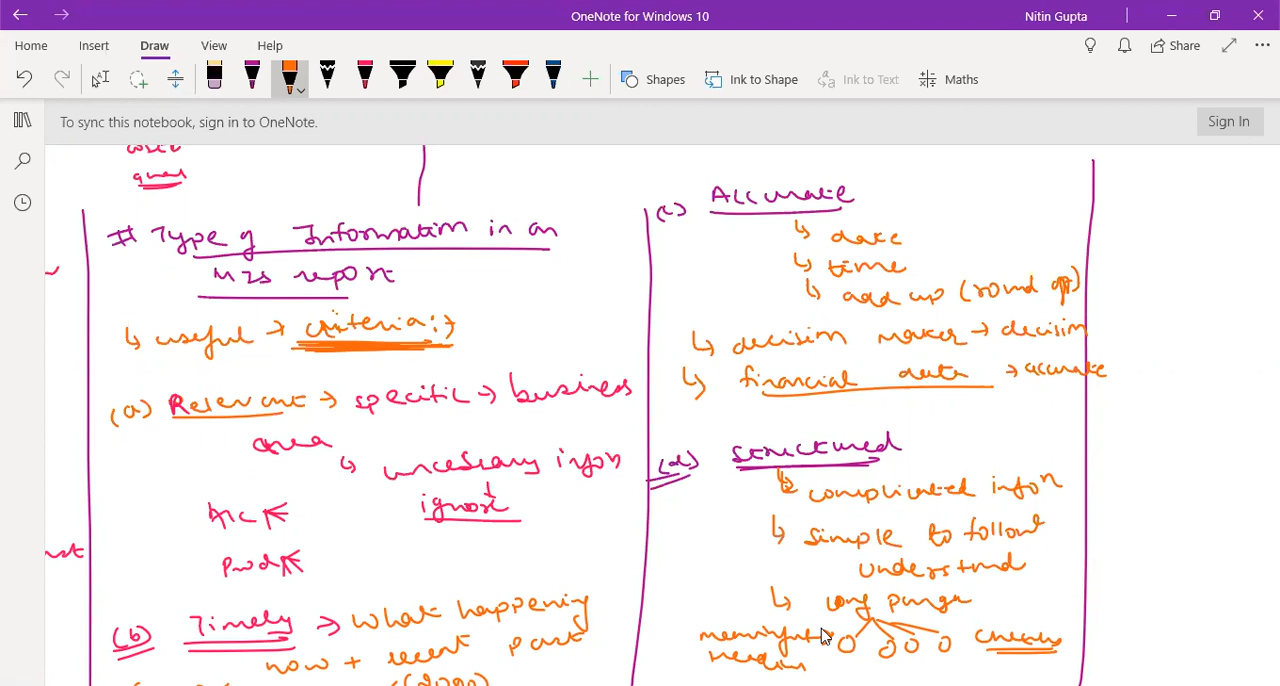 OneNote for Windows 10
Nitin Gupta
Home Insert Draw View Help
Share
Shapes Ink to Shape Ink to Text Maths
To sync this notebook, sign in to OneNote.
Sign In
# Type of Information in an
MIS report
↳ useful → criteria:→
(a) Relevant → specific → business
area
↳ unnecessary infon
ignore
A/C
Prod
(b) Timely → What happening
now + recent past
(c) Accurate
↳ date
↳ time
↳ add up (round off)
↳ decision maker → decision
↳ financial data → accurate
(d) Structured
↳ complicated infon
↳ simple to follow
understand
↳ long
meaningful